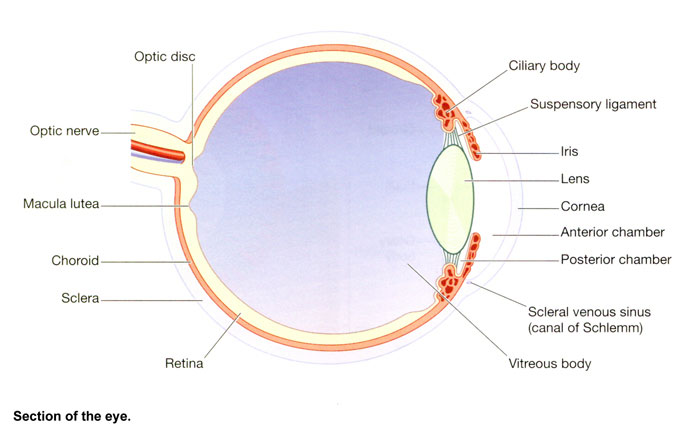 Optic disc
Optic nerve
Macula lutea
Choroid
Sclera
Retina
Ciliary body
Suspensory ligament
Iris
Lens
Cornea
Anterior chamber
Posterior chamber
Scleral venous sinus
(canal of Schlemm)
Vitreous body
Section of the eye.